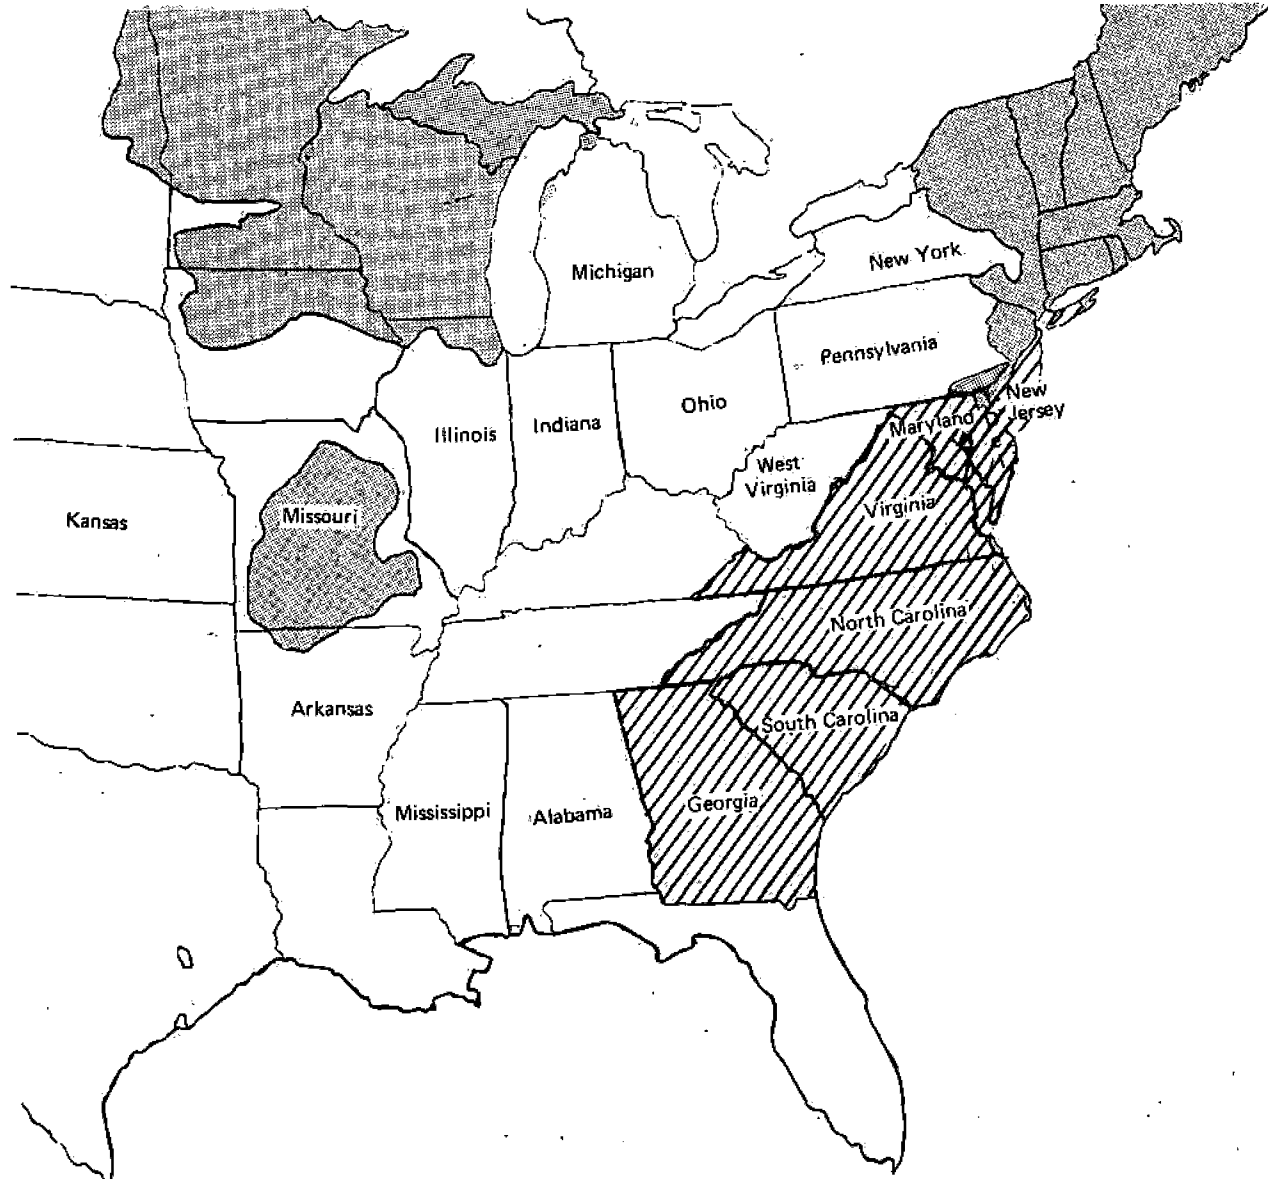 New York
Michigan
Pennsylvania
New
Jersey
Ohio
Maryland
Illinois
Indiana
West
Virginia
Virginia
Missouri
Kansas
North Carolina
Arkansas
South Carolina
Georgia
Mississippi
Alabama